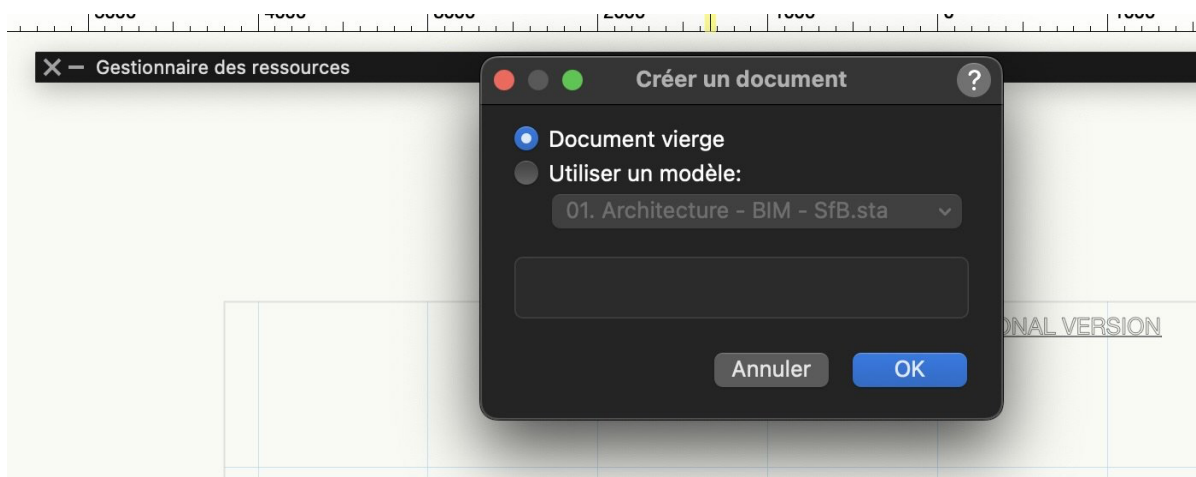 Gestionnaire des ressources
Créer un document
?
Document vierge
Utiliser un modèle:
01. Architecture - BIM - SfB.sta
VERSION
Annuler
OK